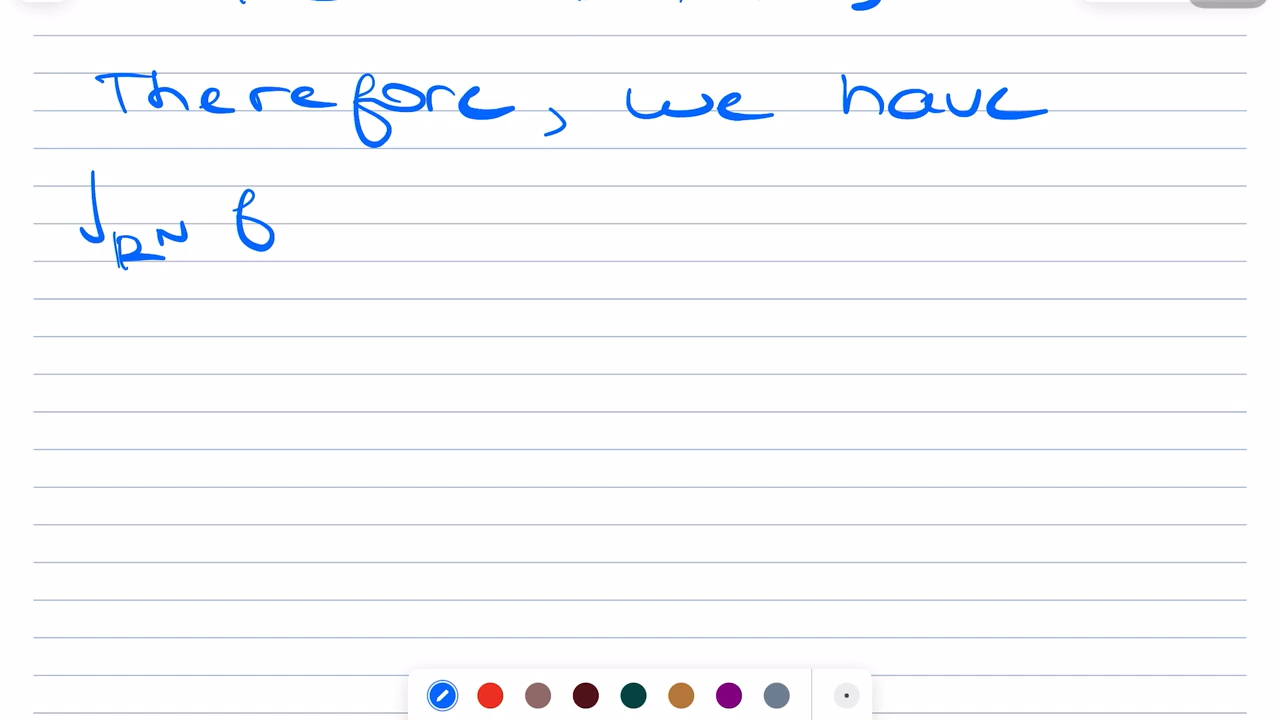 Therefore, we have
∫_{ℝ^N} f